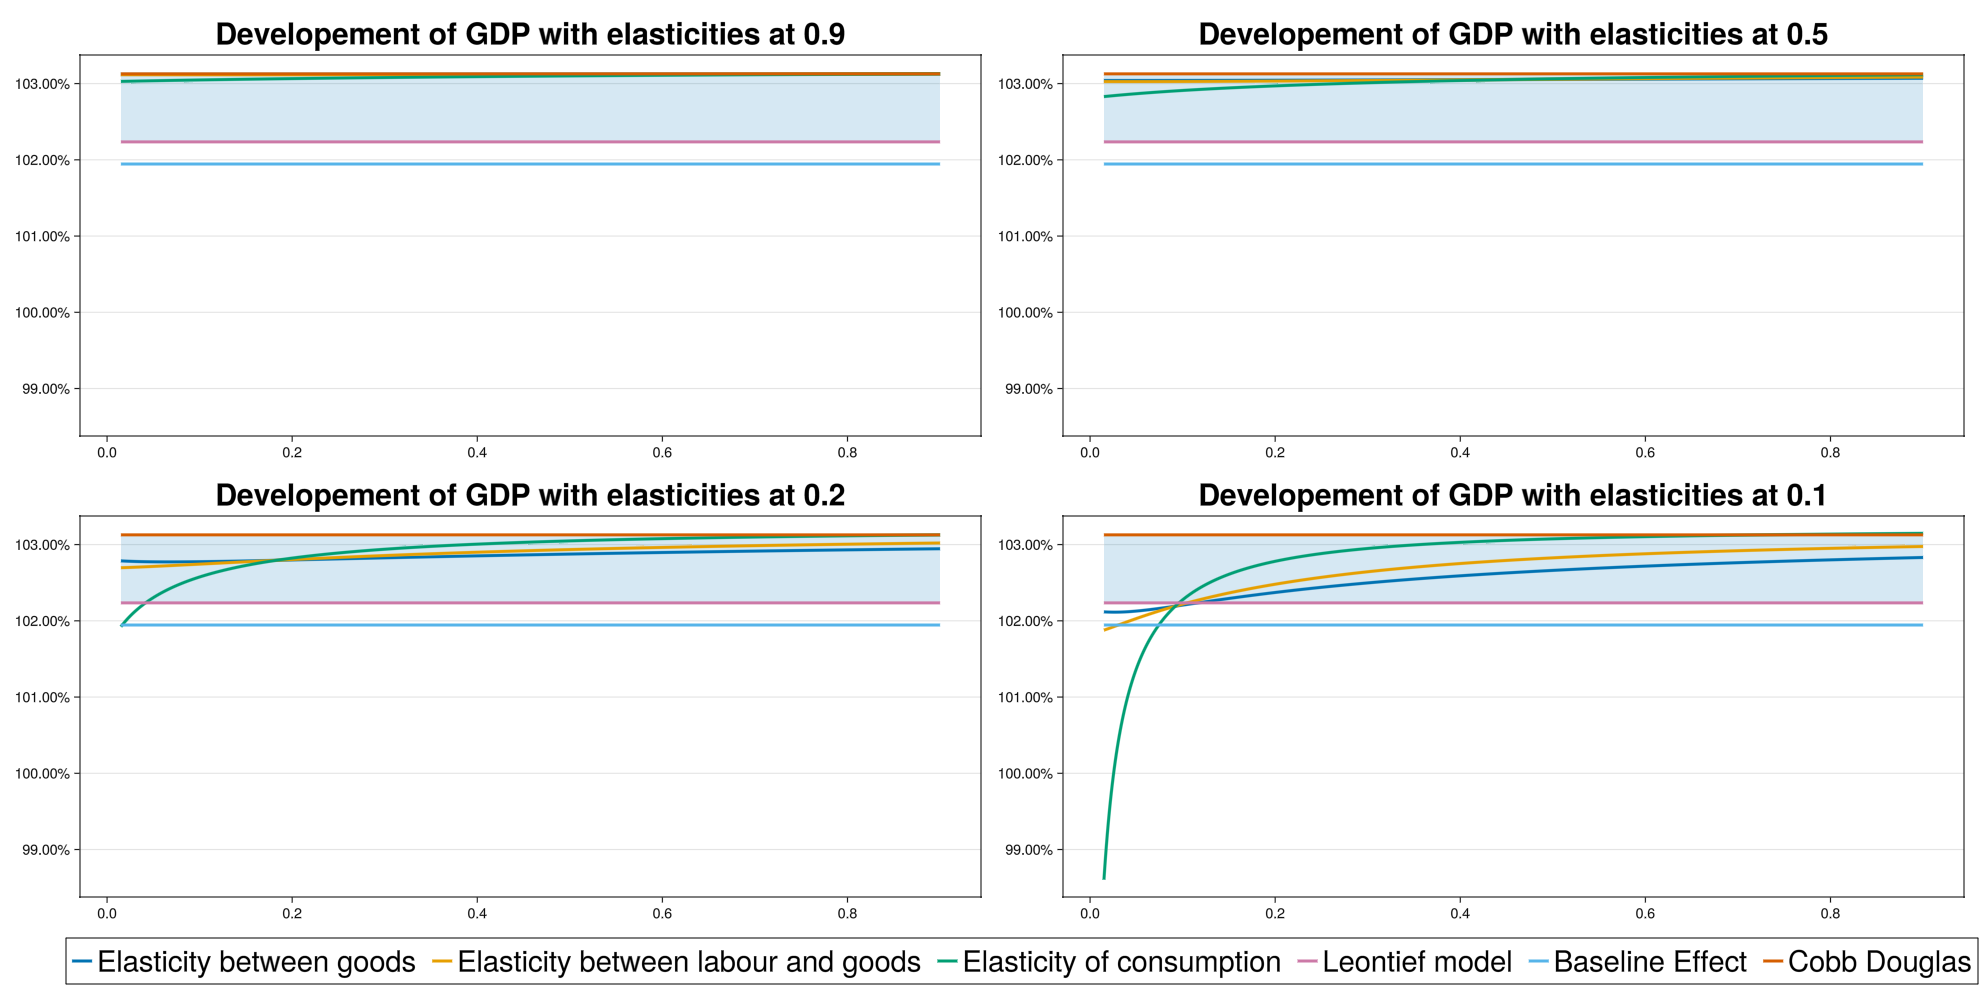 Developement of GDP with elasticities at 0.9
103.00%
102.00%
101.00%
100.00%
99.00%
0.0 0.2 0.4 0.6 0.8
Developement of GDP with elasticities at 0.5
103.00%
102.00%
101.00%
100.00%
99.00%
0.0 0.2 0.4 0.6 0.8
Developement of GDP with elasticities at 0.2
103.00%
102.00%
101.00%
100.00%
99.00%
0.0 0.2 0.4 0.6 0.8
Developement of GDP with elasticities at 0.1
103.00%
102.00%
101.00%
100.00%
99.00%
0.0 0.2 0.4 0.6 0.8
Elasticity between goods Elasticity between labour and goods Elasticity of consumption Leontief model Baseline Effect Cobb Douglas